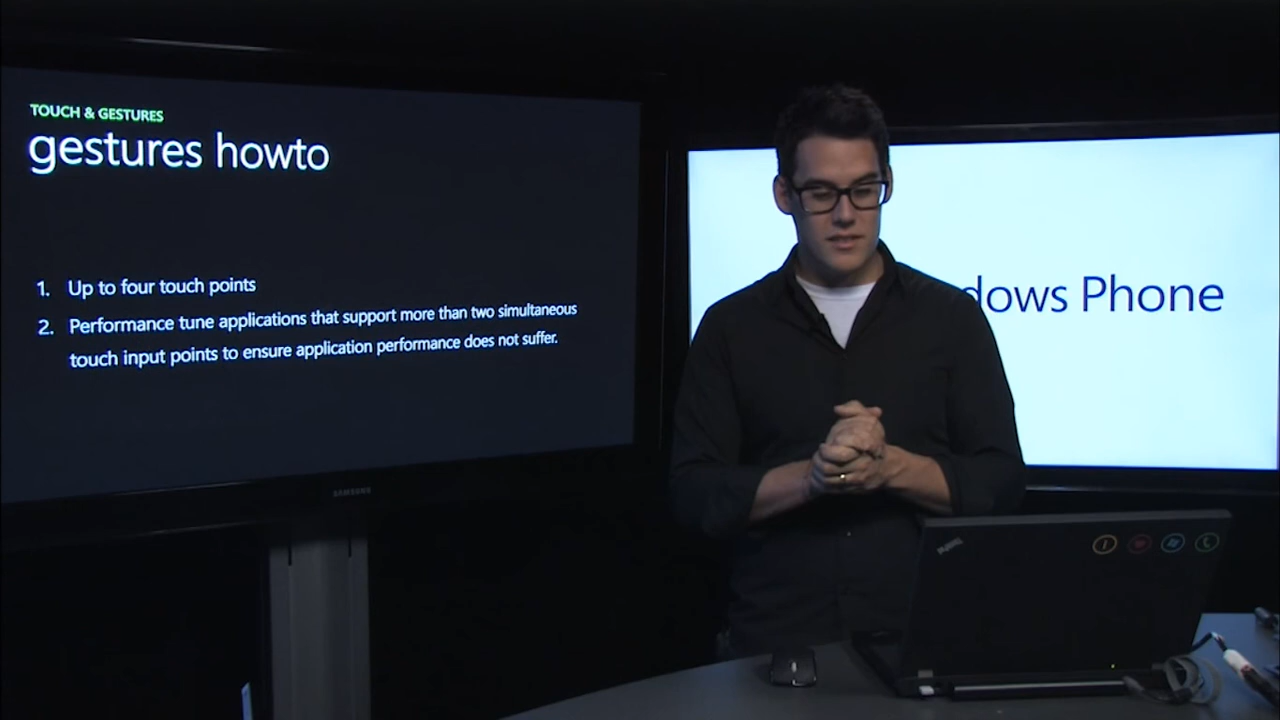 TOUCH & GESTURES
gestures howto
1. Up to four touch points
2. Performance tune applications that support more than two simultaneous
touch input points to ensure application performance does not suffer.
SAMSUNG
dows Phone
ThinkPad